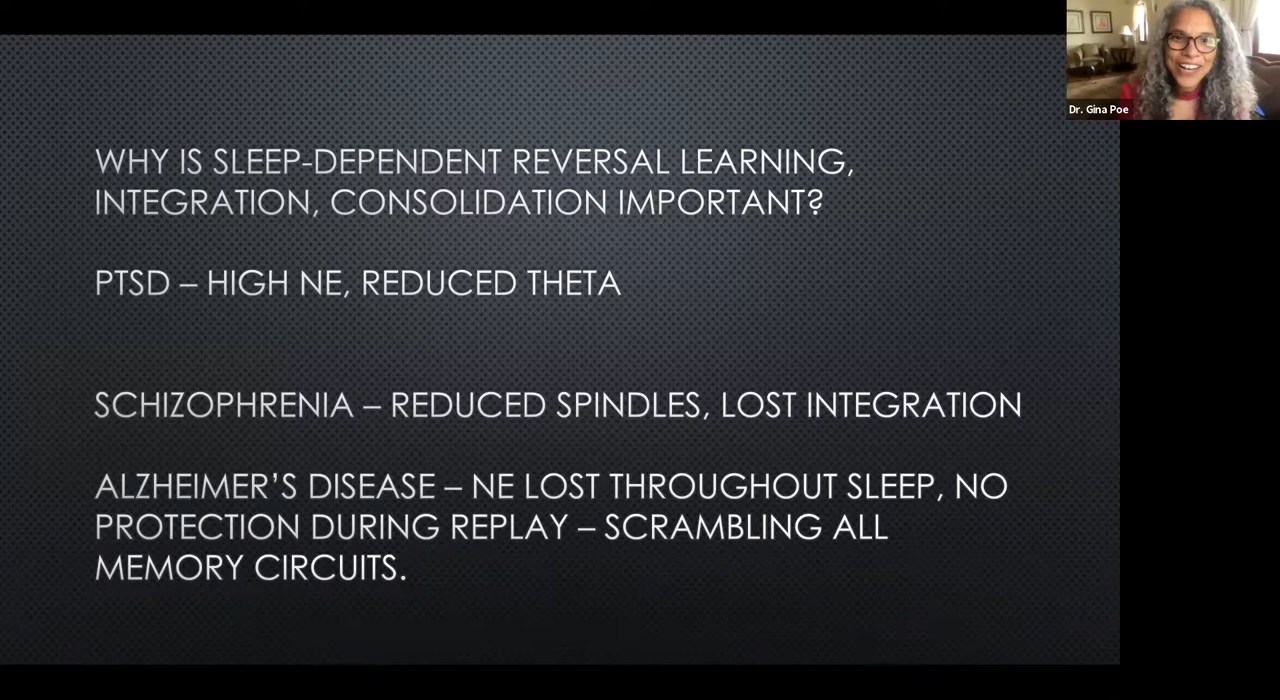 Dr. Gina Poe
WHY IS SLEEP-DEPENDENT REVERSAL LEARNING,
INTEGRATION, CONSOLIDATION IMPORTANT?
PTSD – HIGH NE, REDUCED THETA
SCHIZOPHRENIA – REDUCED SPINDLES, LOST INTEGRATION
ALZHEIMER’S DISEASE – NE LOST THROUGHOUT SLEEP, NO
PROTECTION DURING REPLAY – SCRAMBLING ALL
MEMORY CIRCUITS.